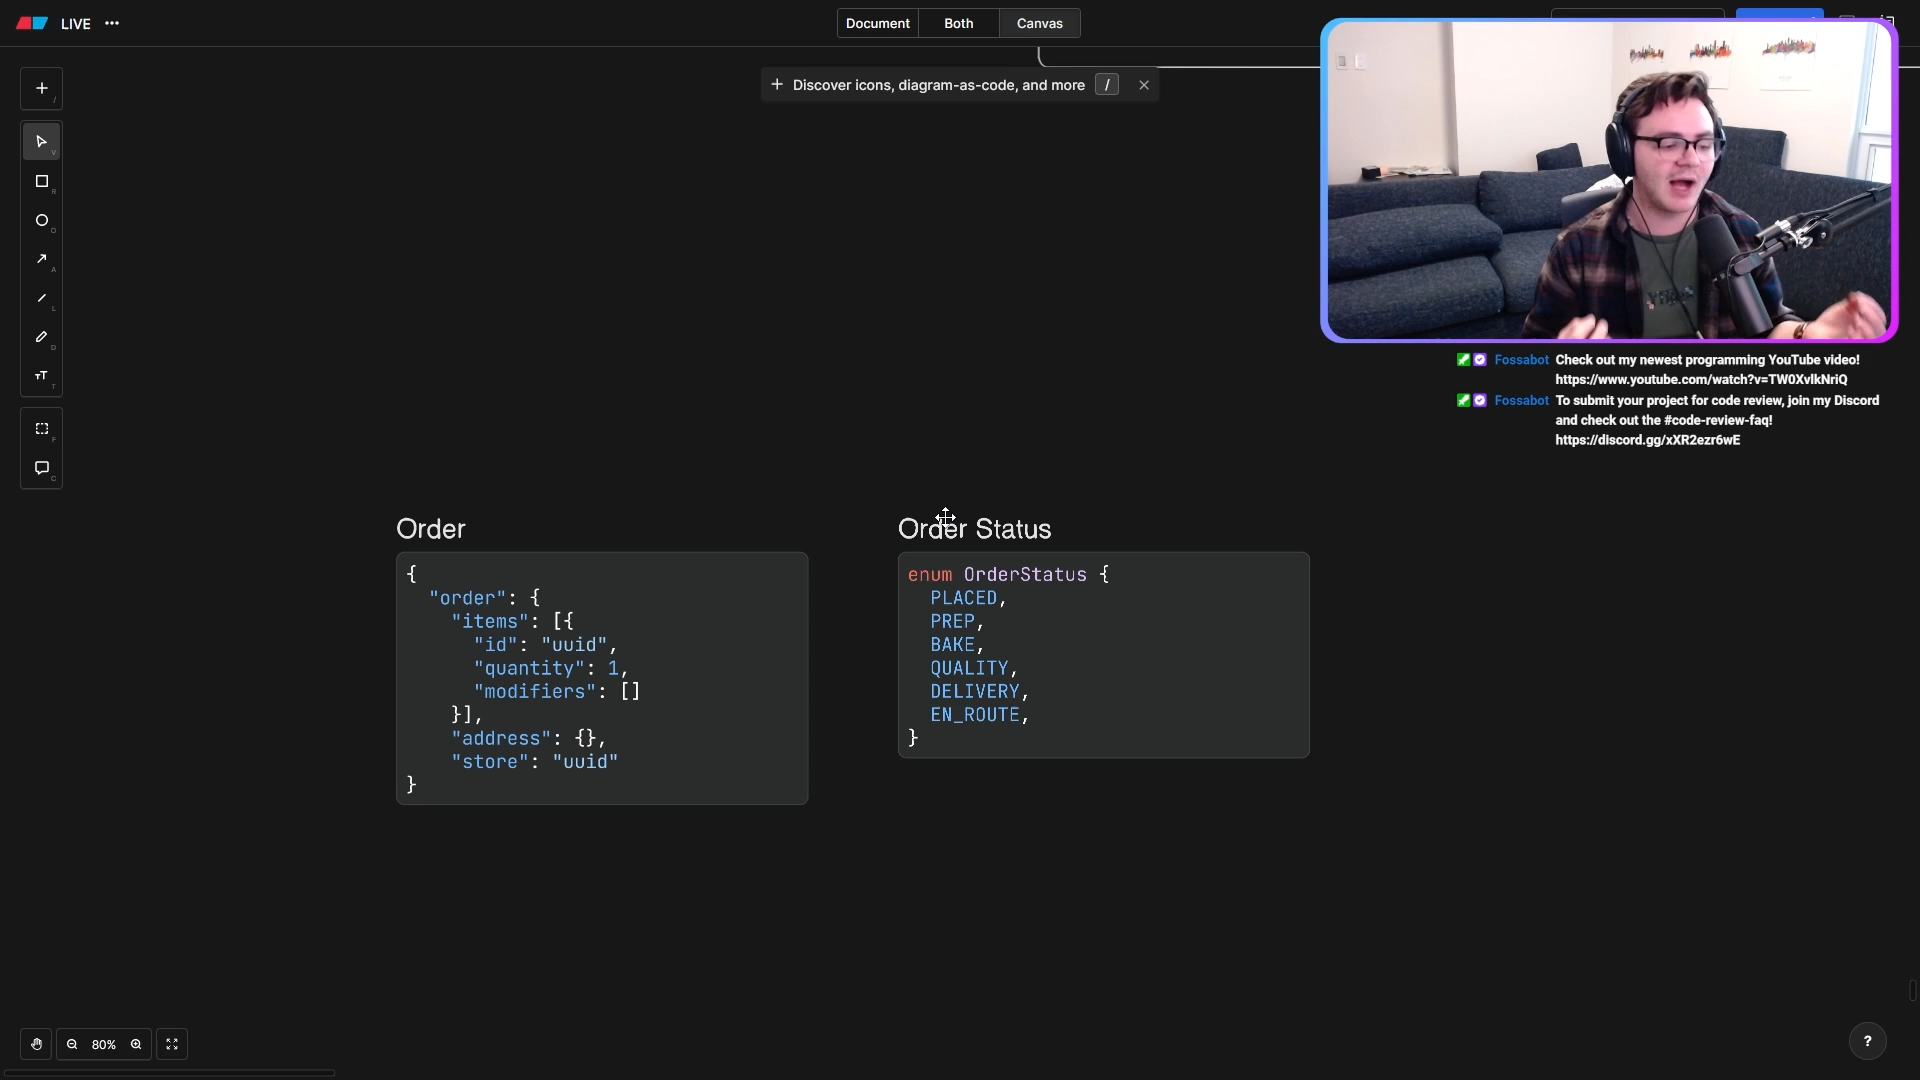 LIVE ...
Document Both Canvas
+ Discover icons, diagram-as-code, and more / ×
Fossabot Check out my newest programming YouTube video!
https://www.youtube.com/watch?v=TW0XvlkNriQ
Fossabot To submit your project for code review, join my Discord
and check out the #code-review-faq!
https://discord.gg/xXR2ezr6wE
Order
{
"order": {
"items": [{
"id": "uuid",
"quantity": 1,
"modifiers": []
}],
"address": {},
"store": "uuid"
}
Order Status
enum OrderStatus {
PLACED,
PREP,
BAKE,
QUALITY,
DELIVERY,
EN_ROUTE,
}
80%
?